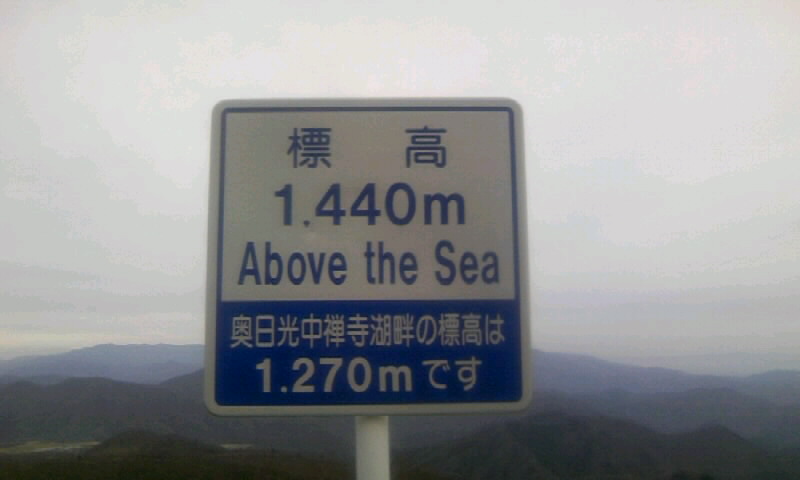 標 高
1.440m
Above the Sea
奥日光中禅寺湖畔の標高は
1.270mです